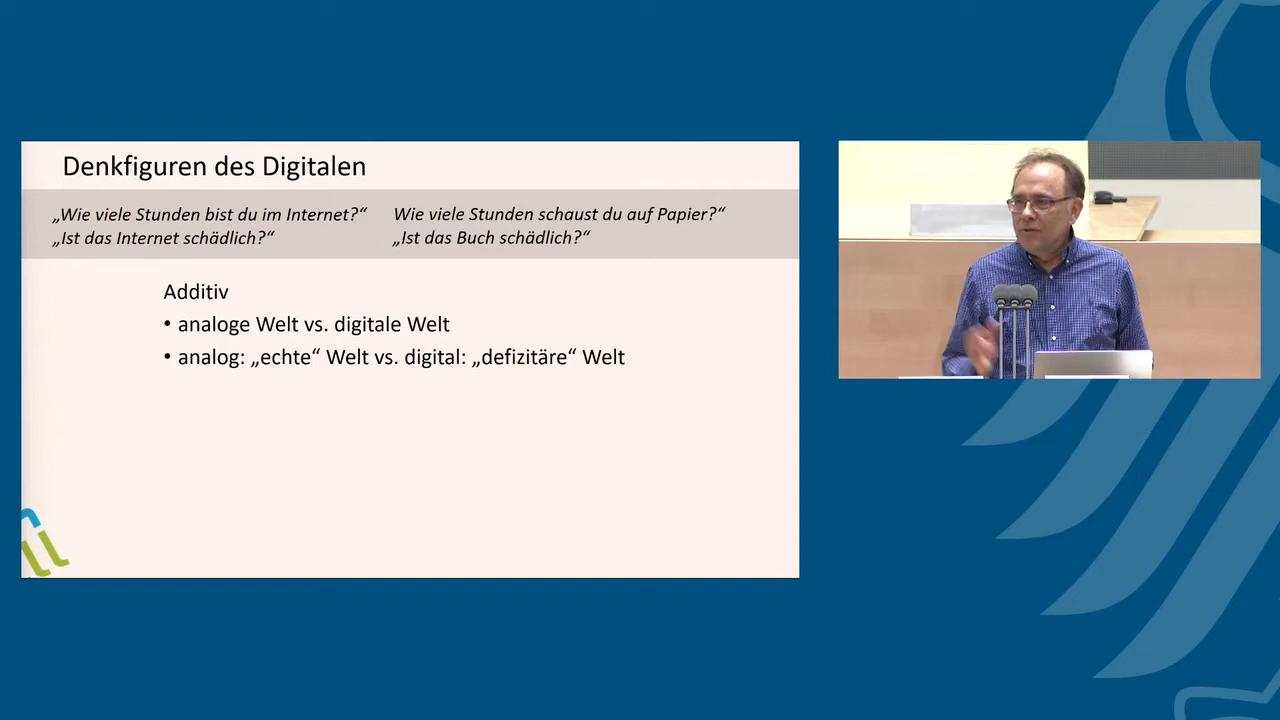 Denkfiguren des Digitalen
„Wie viele Stunden bist du im Internet?“ Wie viele Stunden schaust du auf Papier?“
„Ist das Internet schädlich?“ „Ist das Buch schädlich?“
Additiv
• analoge Welt vs. digitale Welt
• analog: „echte“ Welt vs. digital: „defizitäre“ Welt